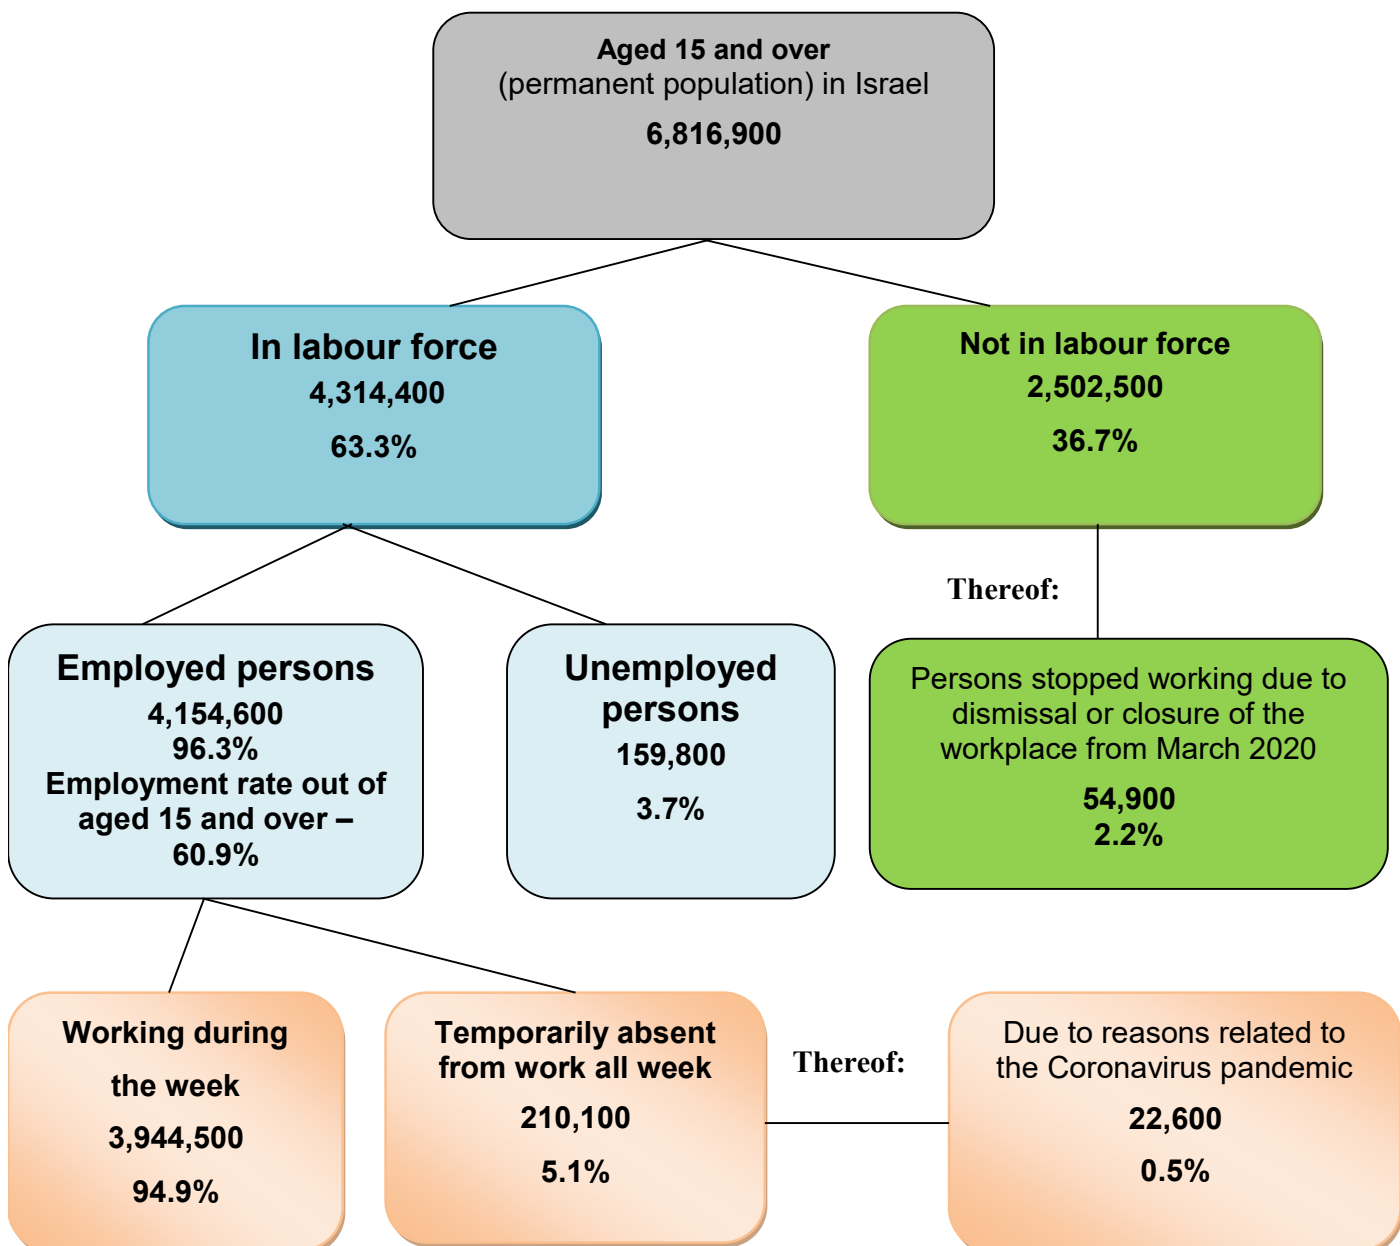 Aged 15 and over
(permanent population) in Israel
6,816,900
In labour force
4,314,400
63.3%
Not in labour force
2,502,500
36.7%
Thereof:
Employed persons
4,154,600
96.3%
Employment rate out of
aged 15 and over –
60.9%
Unemployed
persons
159,800
3.7%
Persons stopped working due to
dismissal or closure of the
workplace from March 2020
54,900
2.2%
Working during
the week
3,944,500
94.9%
Temporarily absent
from work all week
210,100
5.1%
Thereof:
Due to reasons related to
the Coronavirus pandemic
22,600
0.5%